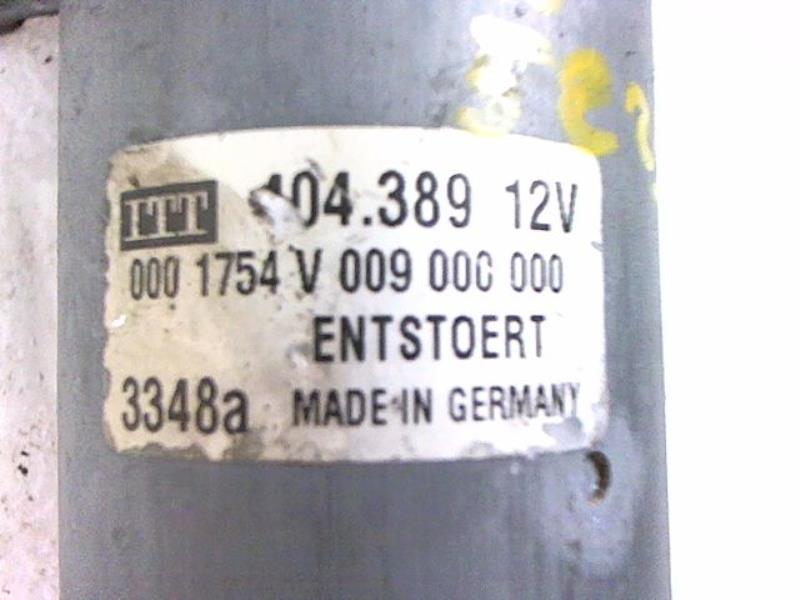 ITT 404.389 12V
000 1754 V 009 000 000
ENTSTOERT
3348a MADE IN GERMANY